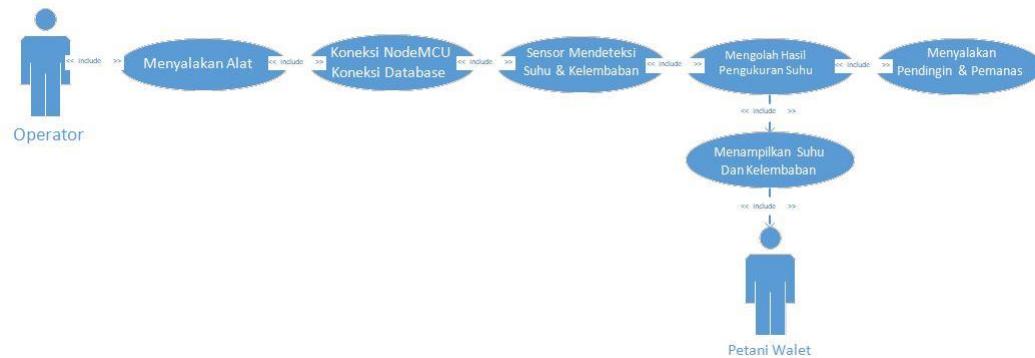 << include >>
Menyalakan Alat
<< include >>
Koneksi NodeMCU
Koneksi Database
<< include >>
Sensor Mendeteksi
Suhu & Kelembaban
<< include >>
Mengolah Hasil
Pengukuran Suhu
<< include >>
Menyalakan
Pendingin & Pemanas
Operator
<< include >>
Menampilkan Suhu
Dan Kelembaban
<< include >>
Petani Walet